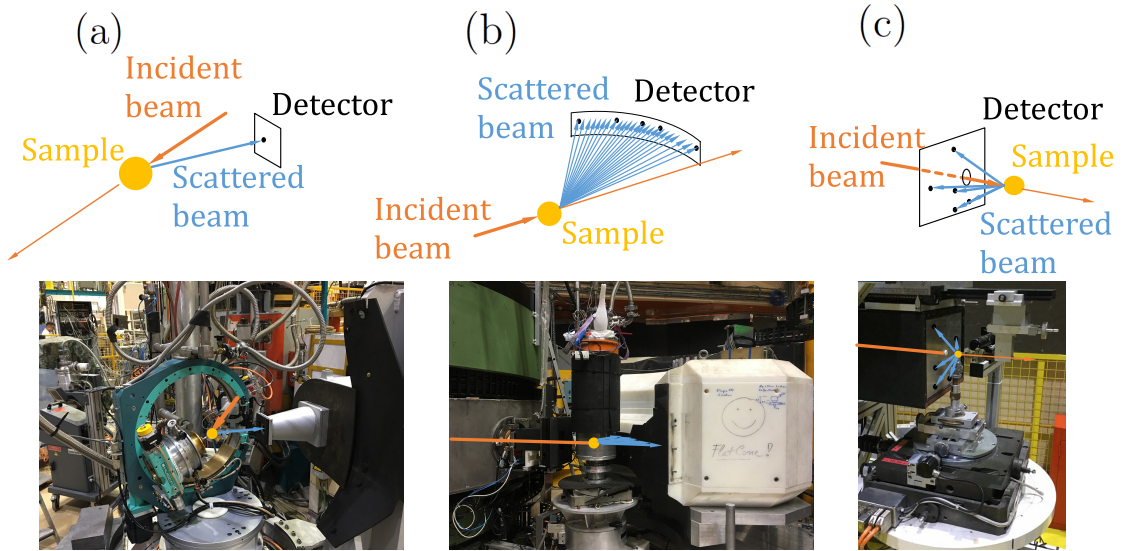 (a)
Incident
beam
Detector
Sample
Scattered
beam
(b)
Scattered
beam
Detector
Incident
beam
Sample
(c)
Detector
Incident
beam
Sample
Scattered
beam
FlatCone!